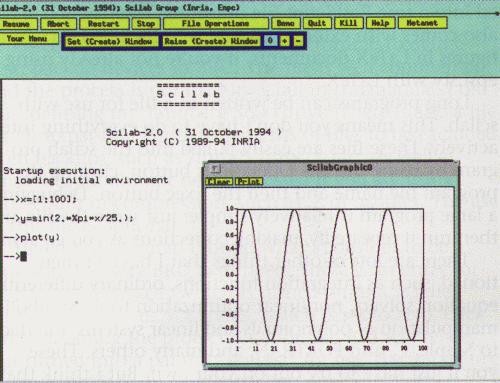 ilab-2.0 (31 October 1994); Scilab Group (Inria, Enpc)
Resume Abort Restart Stop File Operations Demo Quit Kill Help Metanet
Your Menu Set (Create) Window Raise (Create) Window 0 + -
===========
S c i l a b
===========
Scilab-2.0 ( 31 October 1994 )
Copyright (C) 1989-94 INRIA
Startup execution:
loading initial environment
-->x=[1:100];
-->y=sin(2.*%pi*x/25.);
-->plot(y)
-->
ScilabGraphic0
Clear Print
1.0
0.8
0.6
0.4
0.2
0.0
-0.2
-0.4
-0.6
-0.8
-1.0
1 11 21 31 41 51 60 70 80 90 100